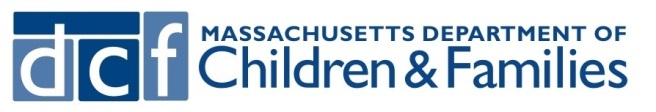 dcf
MASSACHUSETTS DEPARTMENT OF
Children & Families